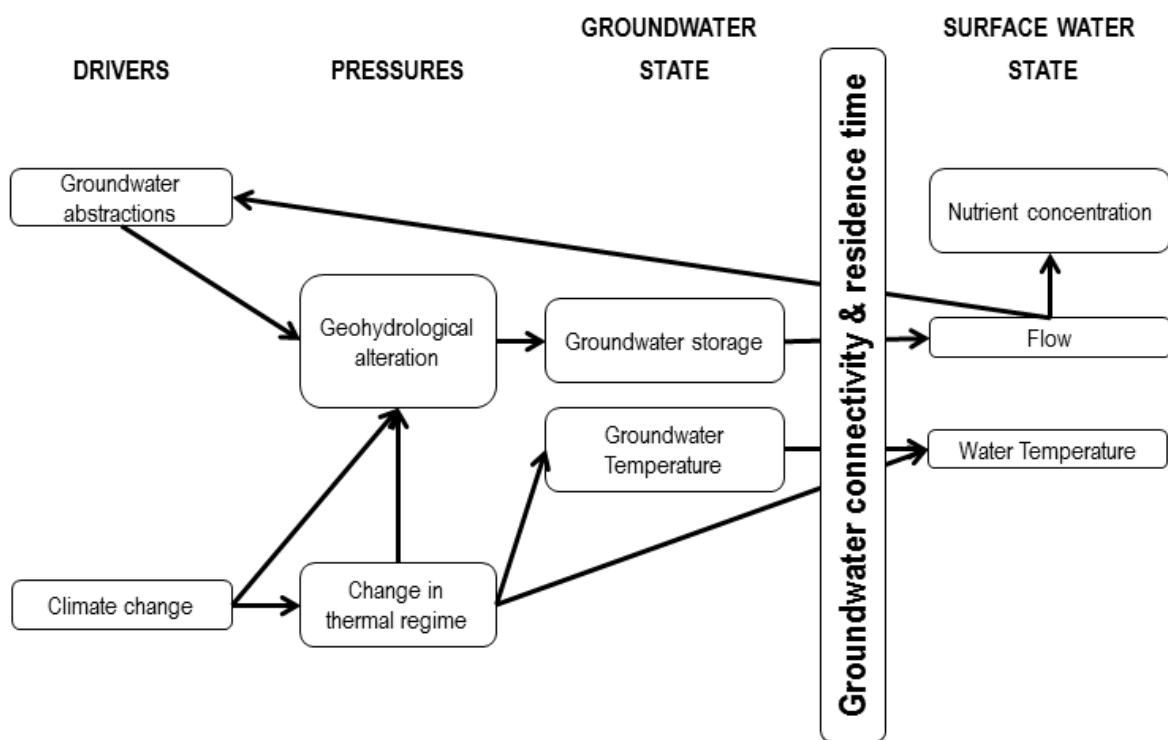 DRIVERS
PRESSURES
GROUNDWATER
STATE
SURFACE WATER
STATE
Groundwater
abstractions
Geohydrological
alteration
Groundwater storage
Groundwater connectivity & residence time
Nutrient concentration
Flow
Groundwater
Temperature
Water Temperature
Climate change
Change in
thermal regime